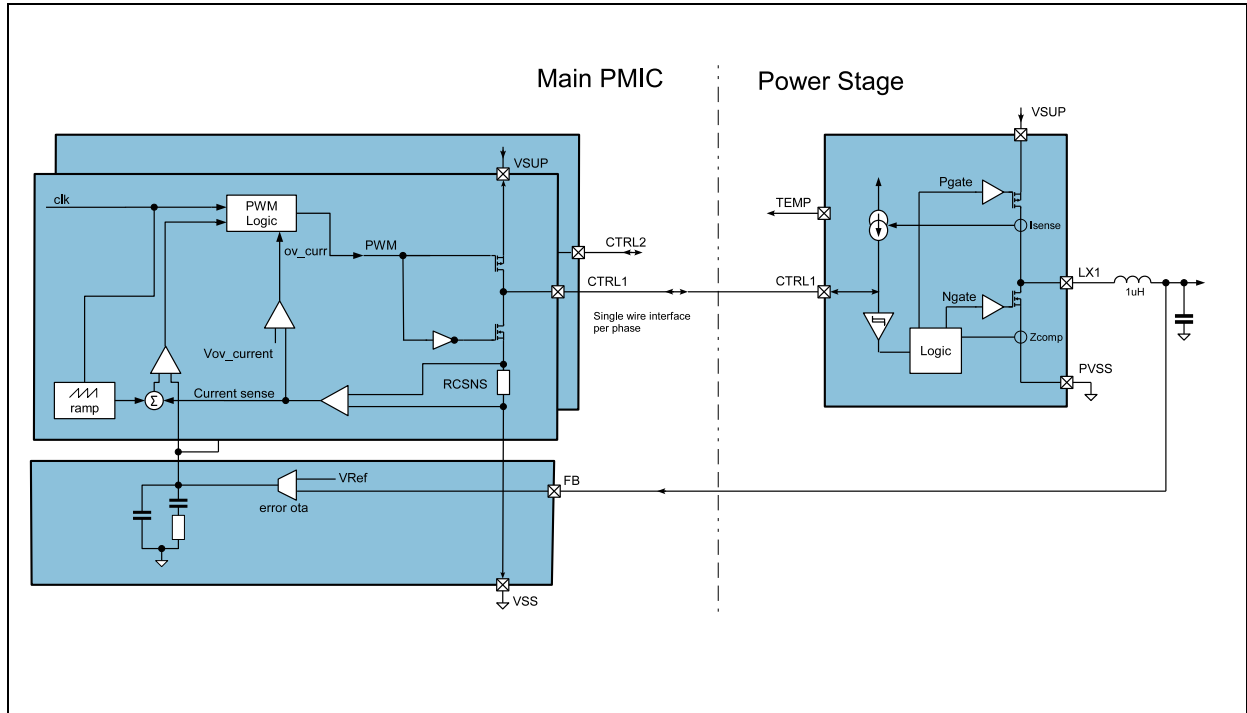 Main PMIC
Power Stage
VSUP
VSUP
clk
PWM
Logic
Pgate
TEMP
Isense
ov_curr
PWM
CTRL2
CTRL1
CTRL1
LX1
1uH
Single wire interface
per phase
Ngate
Vov_current
Logic
Zcomp
RCSNS
PVSS
Current sense
ramp
Σ
VRef
FB
error ota
VSS